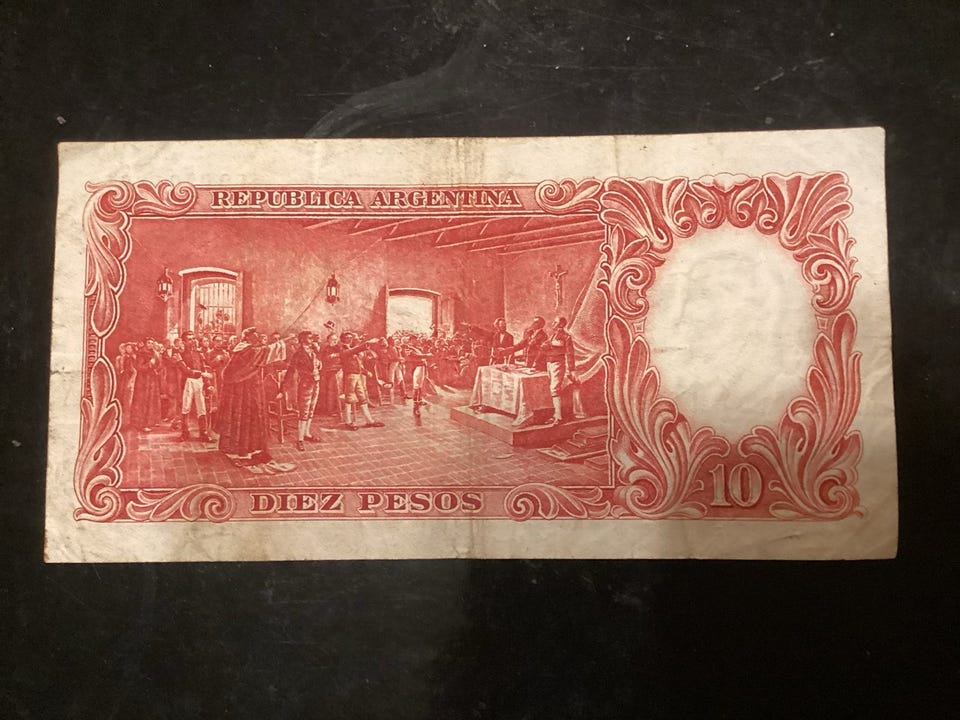 REPUBLICA ARGENTINA
DIEZ PESOS
10